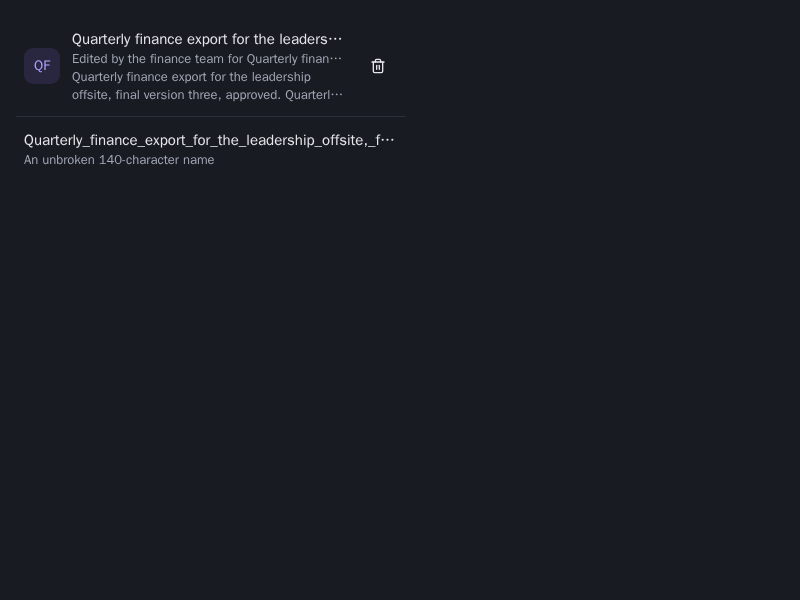 QF
Quarterly finance export for the leaders···
Edited by the finance team for Quarterly finan···
Quarterly finance export for the leadership
offsite, final version three, approved. Quarterl···
Quarterly_finance_export_for_the_leadership_offsite,_f···
An unbroken 140-character name